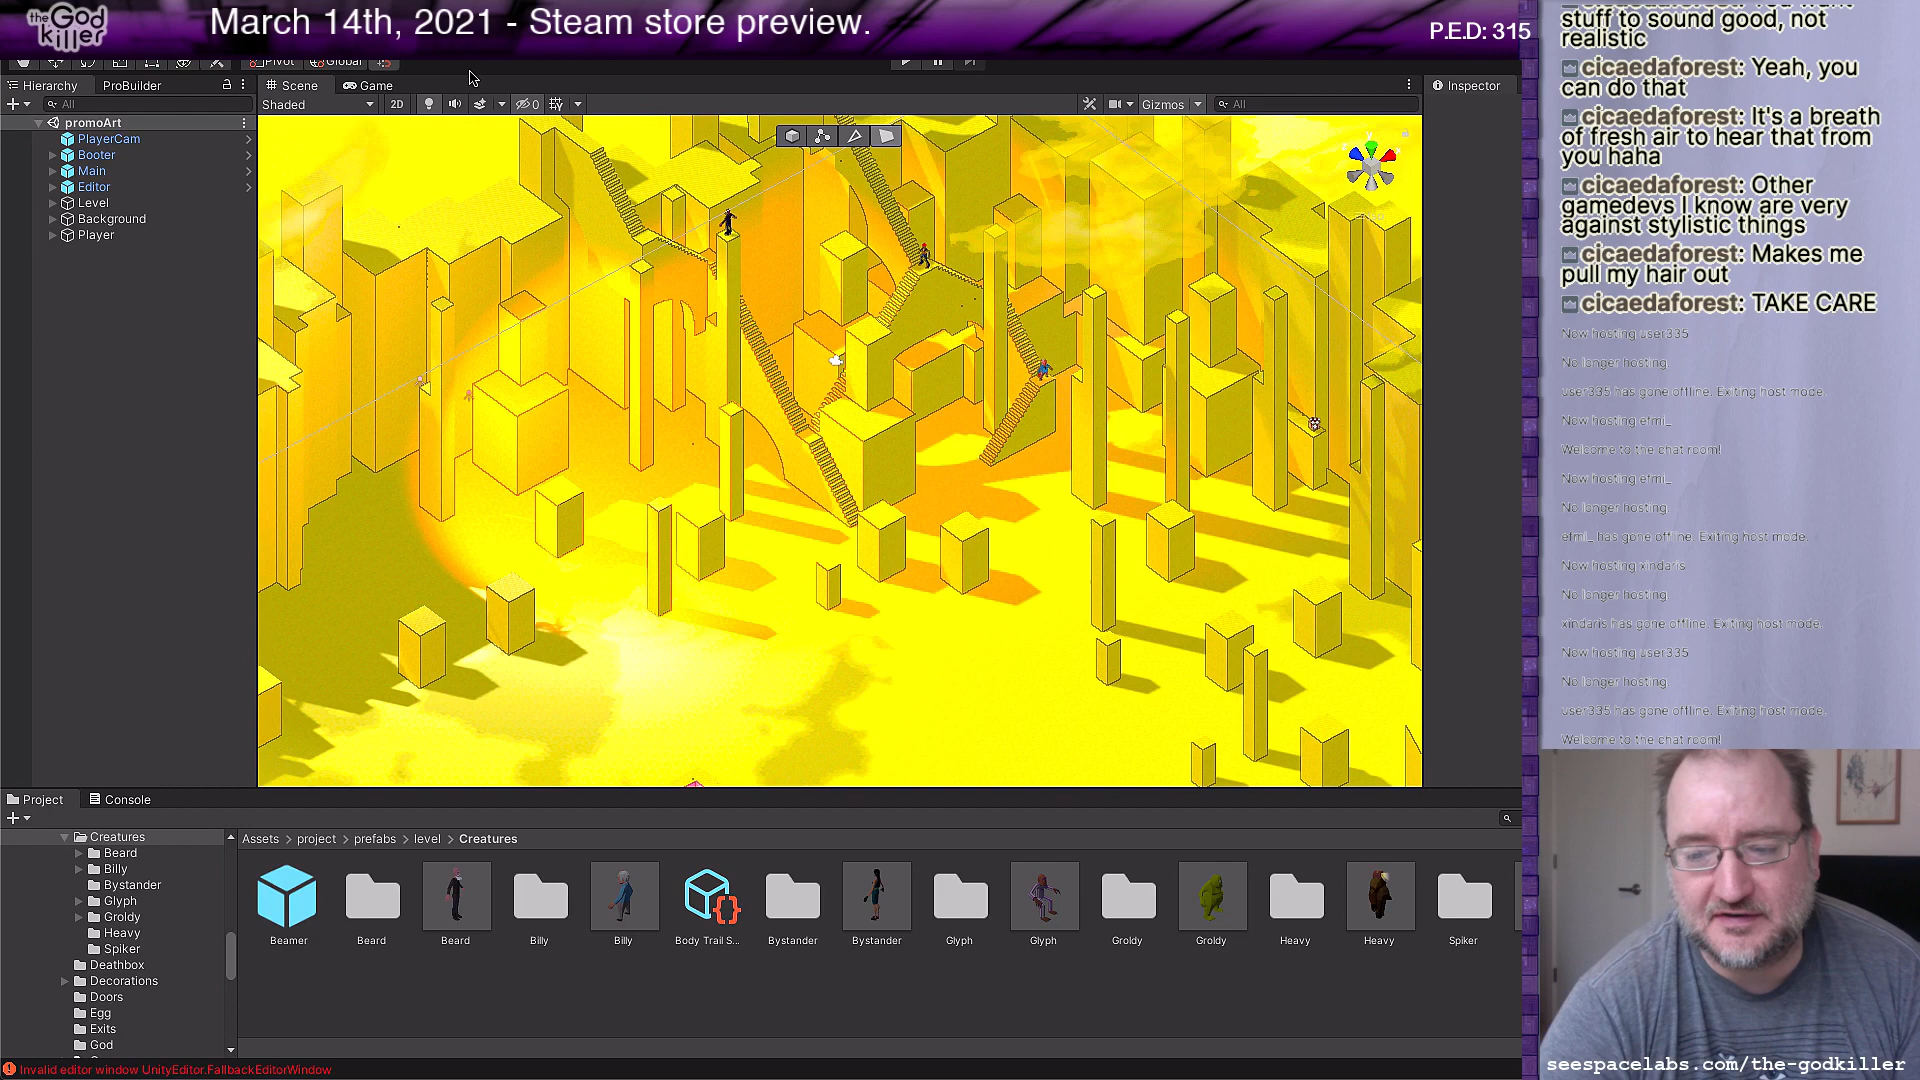 the God killer
March 14th, 2021 - Steam store preview.
P.E.D: 315
Pivot
Global
Hierarchy
ProBuilder
Scene
Game
Inspector
All
Shaded
2D
0
Gizmos
All
promoArt
PlayerCam
Booter
Main
Editor
Level
Background
Player
y
stuff to sound good, not
realistic
cicaedaforest: Yeah, you
can do that
cicaedaforest: It's a breath
of fresh air to hear that from
you haha
cicaedaforest: Other
gamedevs I know are very
against stylistic things
cicaedaforest: Makes me
pull my hair out
cicaedaforest: TAKE CARE
Now hosting user335
No longer hosting.
user335 has gone offline. Exiting host mode.
Now hosting efmi_
Welcome to the chat room!
Now hosting efmi_
No longer hosting.
efmi_ has gone offline. Exiting host mode.
Now hosting xindaris
No longer hosting.
xindaris has gone offline. Exiting host mode.
Now hosting user335
No longer hosting.
user335 has gone offline. Exiting host mode.
Welcome to the chat room!
Project
Console
Creatures
Beard
Billy
Bystander
Glyph
Groldy
Heavy
Spiker
Deathbox
Decorations
Doors
Egg
Exits
God
Assets > project > prefabs > level > Creatures
Beamer
Beard
Beard
Billy
Billy
Body Trail S...
Bystander
Bystander
Glyph
Glyph
Groldy
Groldy
Heavy
Heavy
Spiker
Invalid editor window UnityEditor.FallbackEditorWindow
seespacelabs.com/the-godkiller